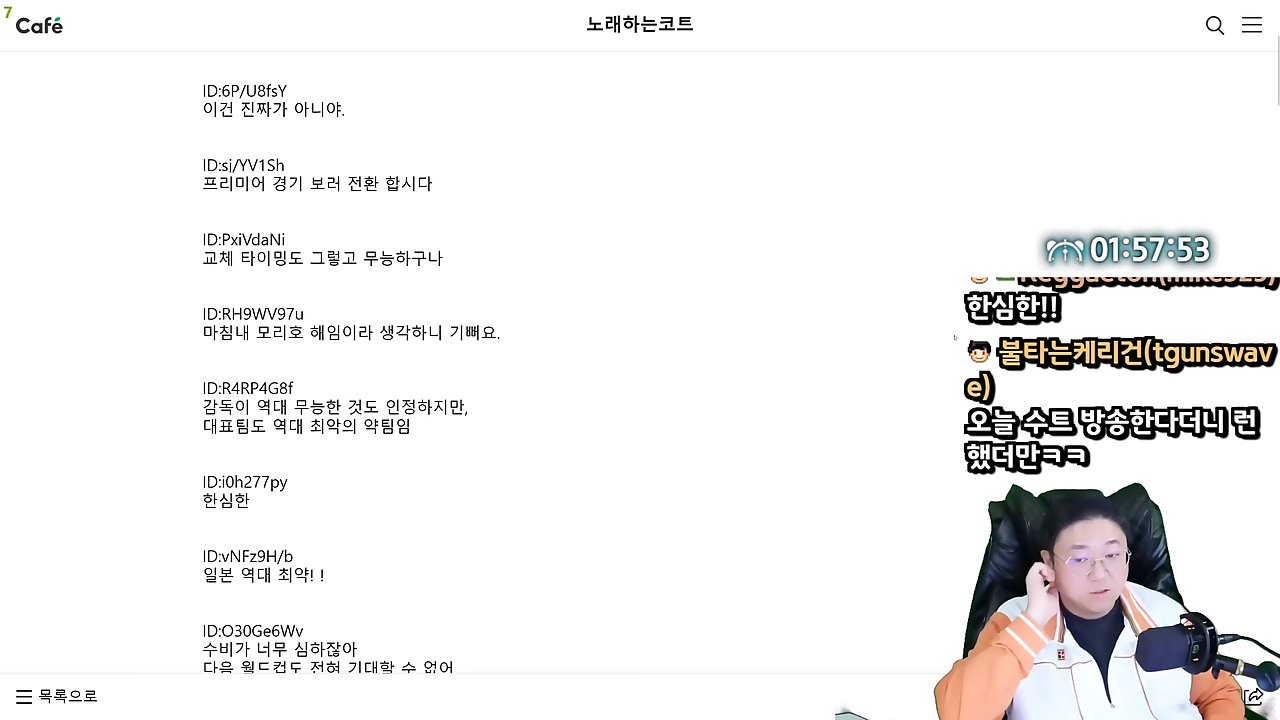 7
Café
노래하는코트
ID:6P/U8fsY
이건 진짜가 아니야.
ID:sj/YV1Sh
프리미어 경기 보러 전환 합시다
ID:PxiVdaNi
교체 타이밍도 그렇고 무능하구나
ID:RH9WV97u
마침내 모리호 해임이라 생각하니 기뻐요.
ID:R4RP4G8f
감독이 역대 무능한 것도 인정하지만,
대표팀도 역대 최악의 약팀임
ID:i0h277py
한심한
ID:vNFz9H/b
일본 역대 최약! !
ID:O30Ge6Wv
수비가 너무 심하잖아
다음 월드컵도 전혀 기대할 수 없어
목록으로
01:57:53
한심한!!
불타는케리건(tgunswav
e)
오늘 수트 방송한다더니 런
했더만ㅋㅋ